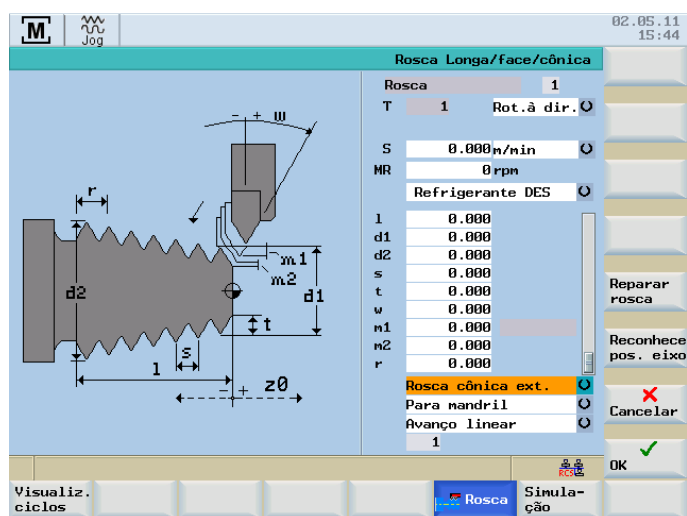 M
Jog
02.05.11
15:44
Rosca Longa/face/cônica
Rosca 1
T 1 Rot.à dir.
S 0.000 m/min
MR 0 rpm
Refrigerante DES
l 0.000
d1 0.000
d2 0.000
s 0.000
t 0.000
w 0.000
m1 0.000
m2 0.000
r 0.000
Rosca cônica ext.
Para mandril
Avanço linear
1
- + w
r
m1
m2
d2
d1
t
s
l
- + z0
Reparar
rosca
Reconhece
pos. eixo
Cancelar
OK
RCS
Visualiz.
ciclos
Rosca
Simula-
ção